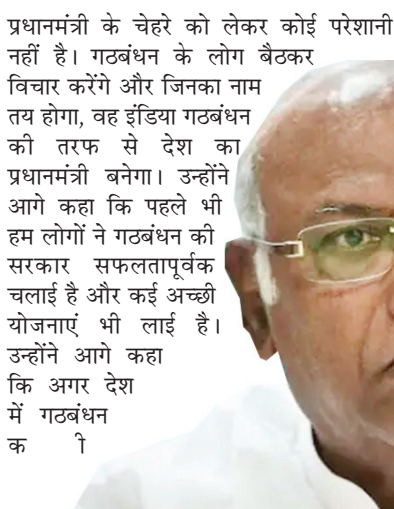 प्रधानमंत्री के चेहरे को लेकर कोई परेशानी
नहीं है। गठबंधन के लोग बैठकर
विचार करेंगे और जिनका नाम
तय होगा, वह इंडिया गठबंधन
की तरफ से देश का
प्रधानमंत्री बनेगा। उन्होंने
आगे कहा कि पहले भी
हम लोगों ने गठबंधन की
सरकार सफलतापूर्वक
चलाई है और कई अच्छी
योजनाएं भी लाई है।
उन्होंने आगे कहा
कि अगर देश
में गठबंधन
क ी